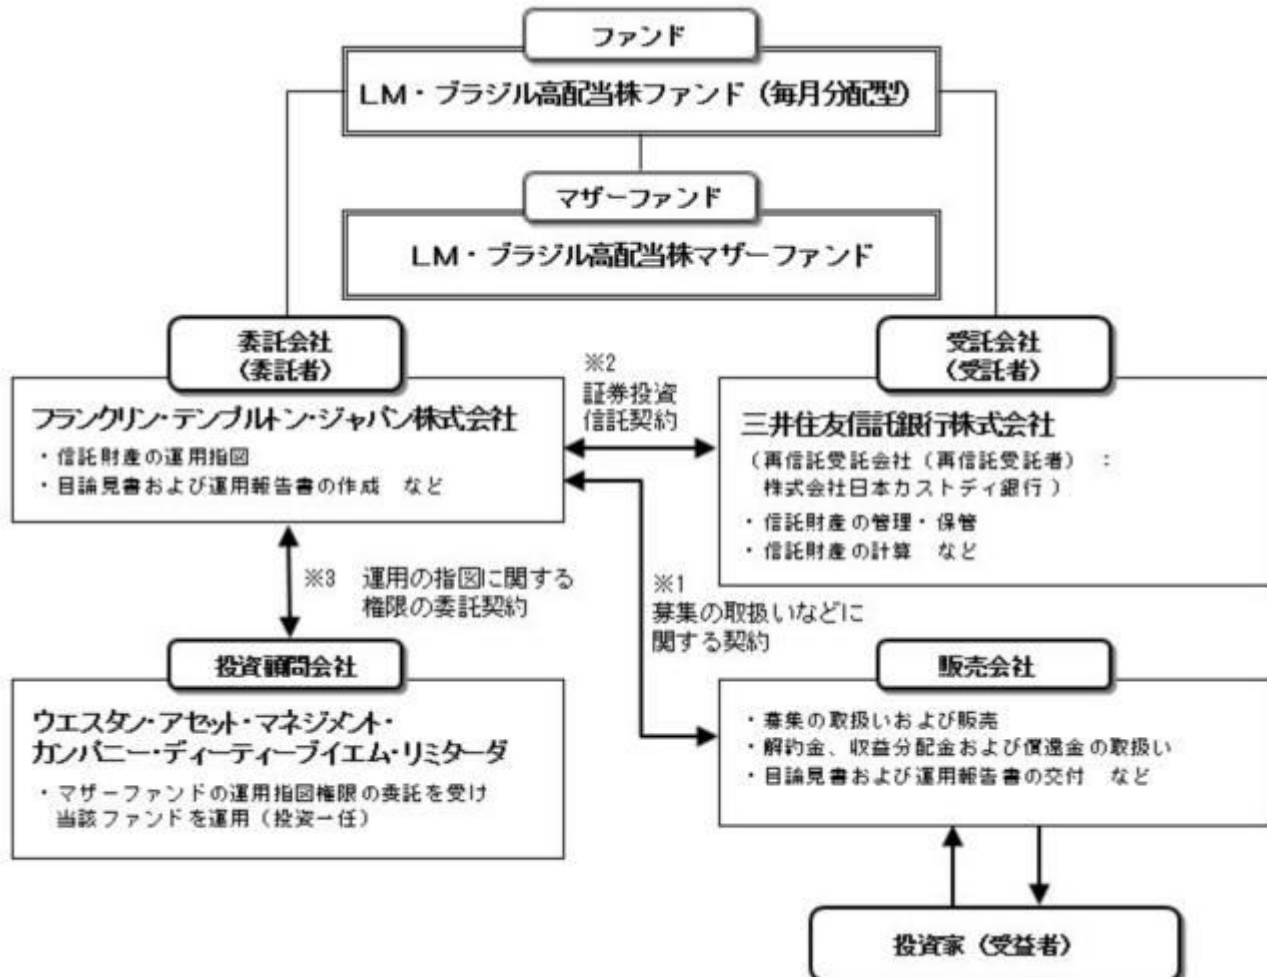 ファンド
LM・ブラジル高配当株ファンド（毎月分配型）
マザーファンド
LM・ブラジル高配当株マザーファンド
委託会社
（委託者）
フランクリン・テンプルトン・ジャパン株式会社
・信託財産の運用指図
・目論見書および運用報告書の作成　など
※2
証券投資
信託契約
受託会社
（受託者）
三井住友信託銀行株式会社
（再信託受託会社（再信託受託者）：
株式会社日本カストディ銀行）
・信託財産の管理・保管
・信託財産の計算　など
※3　運用の指図に関する
権限の委託契約
※1
募集の取扱いなどに
関する契約
投資顧問会社
ウエスタン・アセット・マネジメント・
カンパニー・ディーティーブイエム・リミターダ
・マザーファンドの運用指図権限の委託を受け
当該ファンドを運用（投資一任）
販売会社
・募集の取扱いおよび販売
・解約金、収益分配金および償還金の取扱い
・目論見書および運用報告書の交付　など
投資家（受益者）